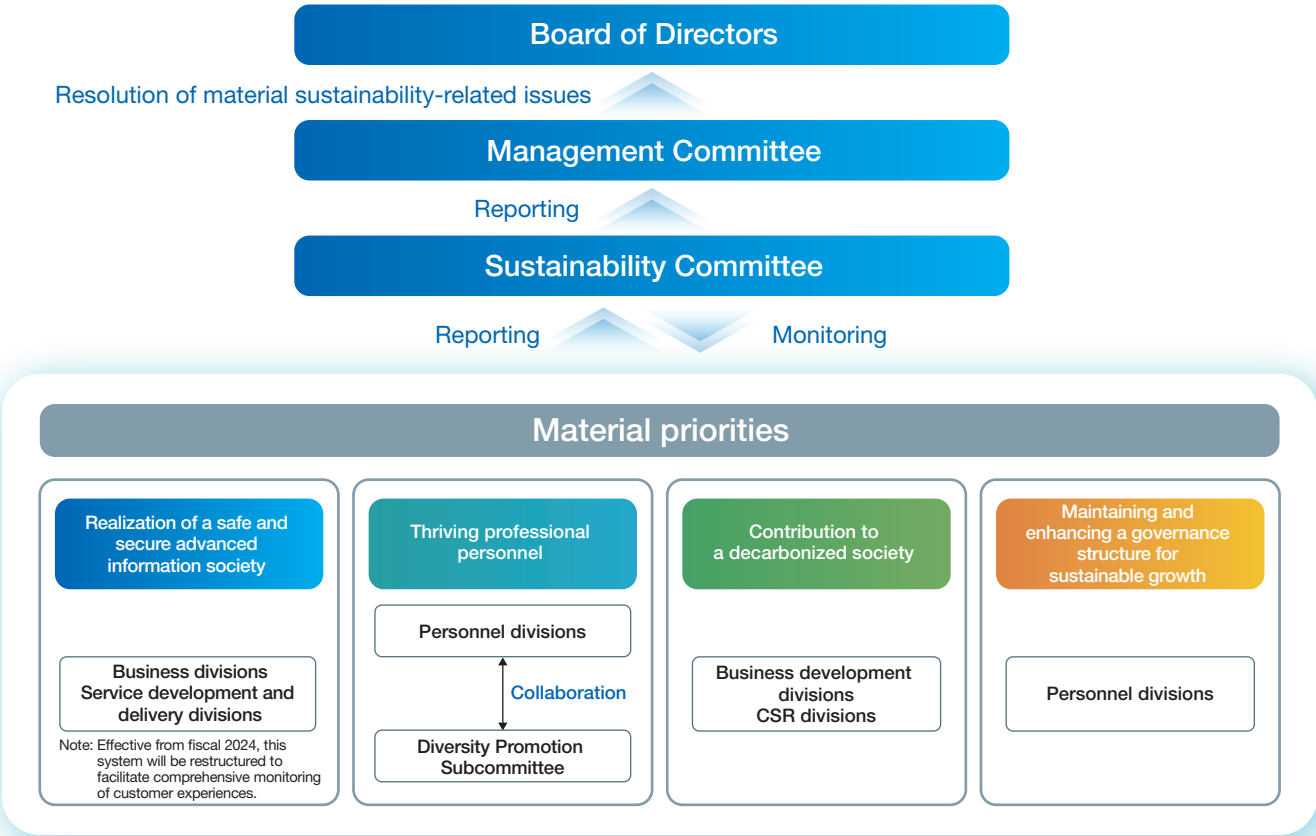 Board of Directors
Resolution of material sustainability-related issues
Management Committee
Reporting
Sustainability Committee
Reporting
Monitoring
Material priorities
Realization of a safe and
secure advanced
information society
Business divisions
Service development and
delivery divisions
Note: Effective from fiscal 2024, this
system will be restructured to
facilitate comprehensive monitoring
of customer experiences.
Thriving professional
personnel
Personnel divisions
Collaboration
Diversity Promotion
Subcommittee
Contribution to
a decarbonized society
Business development
divisions
CSR divisions
Maintaining and
enhancing a governance
structure for
sustainable growth
Personnel divisions